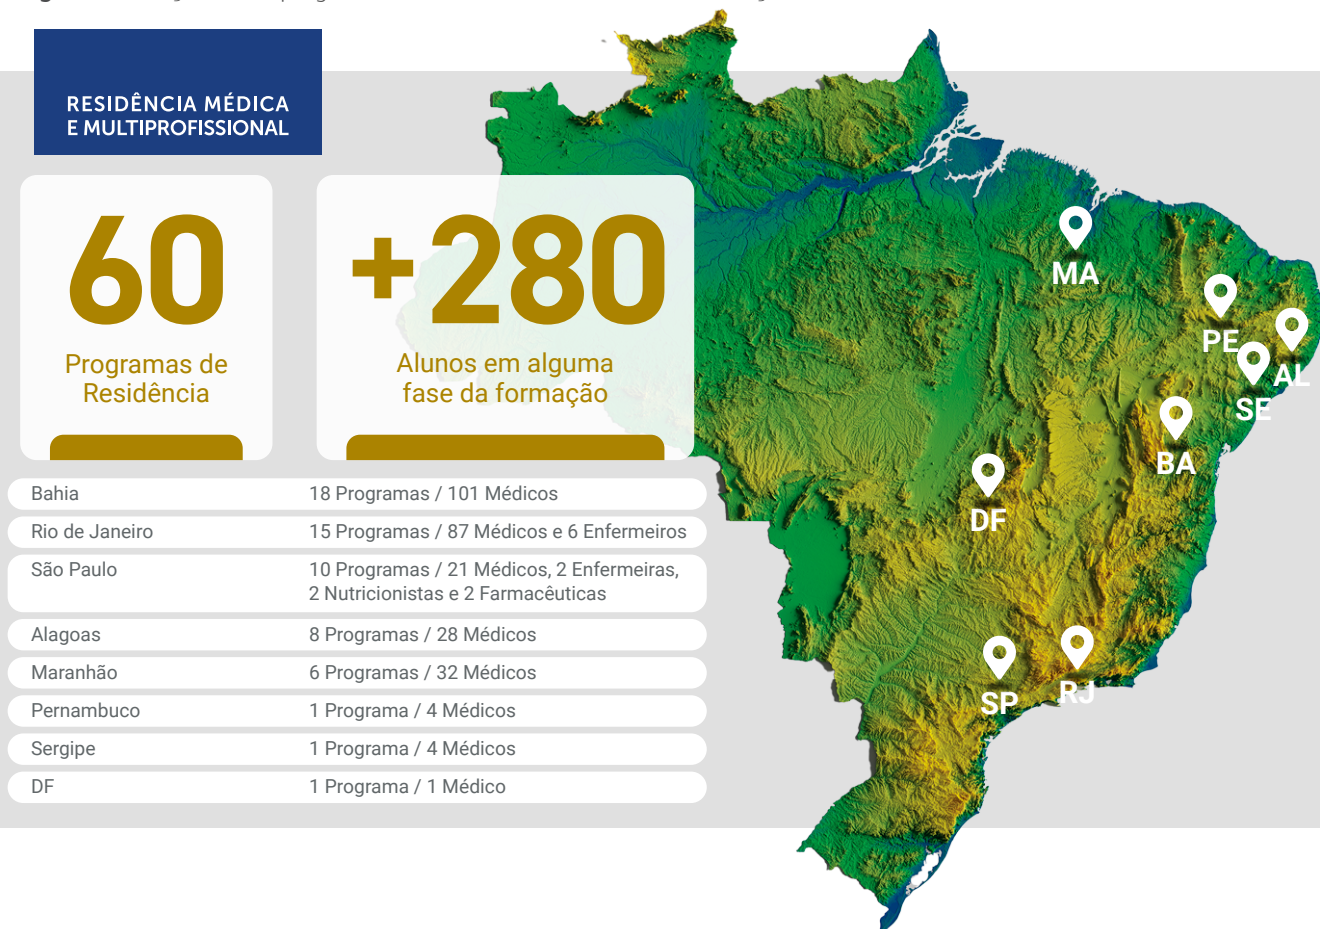 RESIDÊNCIA MÉDICA
E MULTIPROFISSIONAL
60
Programas de
Residência
+280
Alunos em alguma
fase da formação
Bahia 18 Programas / 101 Médicos
Rio de Janeiro 15 Programas / 87 Médicos e 6 Enfermeiros
São Paulo 10 Programas / 21 Médicos, 2 Enfermeiras,
2 Nutricionistas e 2 Farmacêuticas
Alagoas 8 Programas / 28 Médicos
Maranhão 6 Programas / 32 Médicos
Pernambuco 1 Programa / 4 Médicos
Sergipe 1 Programa / 4 Médicos
DF 1 Programa / 1 Médico
MA
PE
AL
SE
BA
DF
SP
RJ